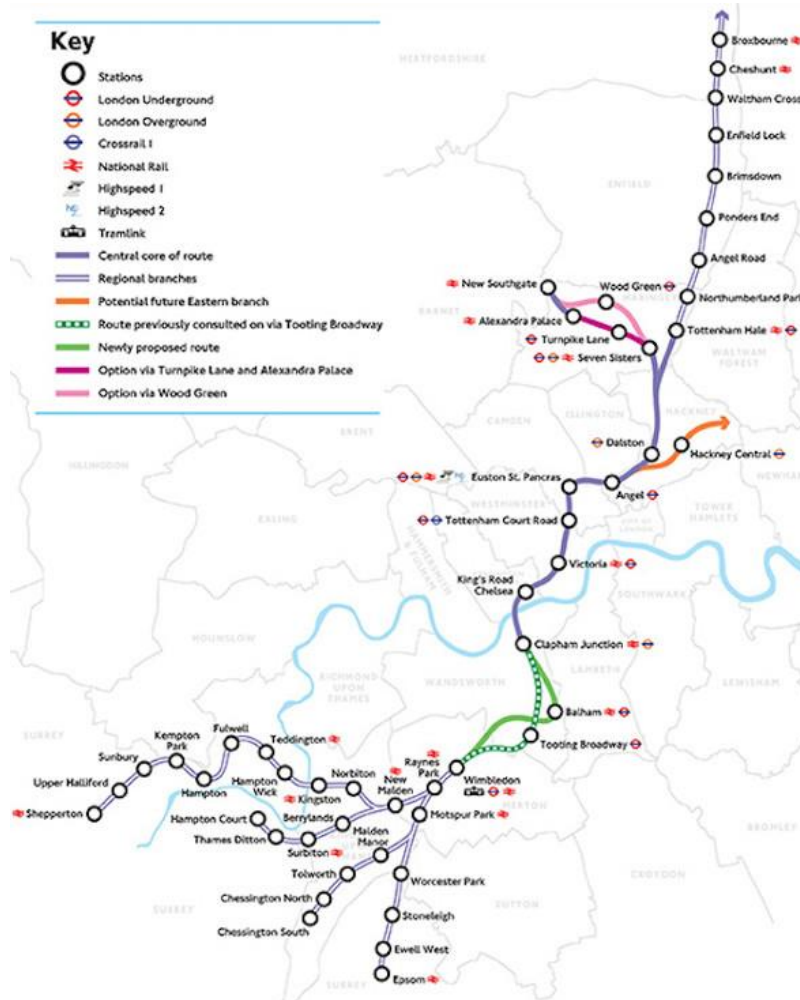 Key
Stations
London Underground
London Overground
Crossrail 1
National Rail
Highspeed 1
Highspeed 2
Tramlink
Central core of route
Regional branches
Potential future Eastern branch
Route previously consulted on via Tooting Broadway
Newly proposed route
Option via Turnpike Lane and Alexandra Palace
Option via Wood Green
HERTFORDSHIRE
Broxbourne
Cheshunt
Waltham Cross
Enfield Lock
ENFIELD
Brimsdown
Ponders End
Angel Road
New Southgate
Wood Green
HARINGEY
Northumberland Park
BARNET
Alexandra Palace
Turnpike Lane
Tottenham Hale
Seven Sisters
WALTHAM
FOREST
CAMDEN
ISLINGTON
HACKNEY
BRENT
Dalston
Hackney Central
HILLINGDON
Euston St. Pancras
NEWHAM
Angel
WESTMINSTER
TOWER
HAMLETS
EALING
Tottenham Court Road
CITY OF
LONDON
HAMMERSMITH
& FULHAM
Victoria
King's Road
Chelsea
SOUTHWARK
HOUNSLOW
Clapham Junction
RICHMOND
UPON
THAMES
WANDSWORTH
LAMBETH
LEWISHAM
Balham
SURREY
Tooting Broadway
Fulwell
Kempton
Park
Teddington
Sunbury
Raynes
Park
Wimbledon
Upper Halliford
Hampton
Hampton
Wick
Norbiton
New
Malden
Kingston
MERTON
Shepperton
Hampton Court
Berrylands
Motspur Park
Thames Ditton
Malden
Manor
BROMLEY
Surbiton
Tolworth
Worcester Park
CROYDON
Chessington North
SURREY
SUTTON
Stoneleigh
Chessington South
Ewell West
Epsom
SURREY